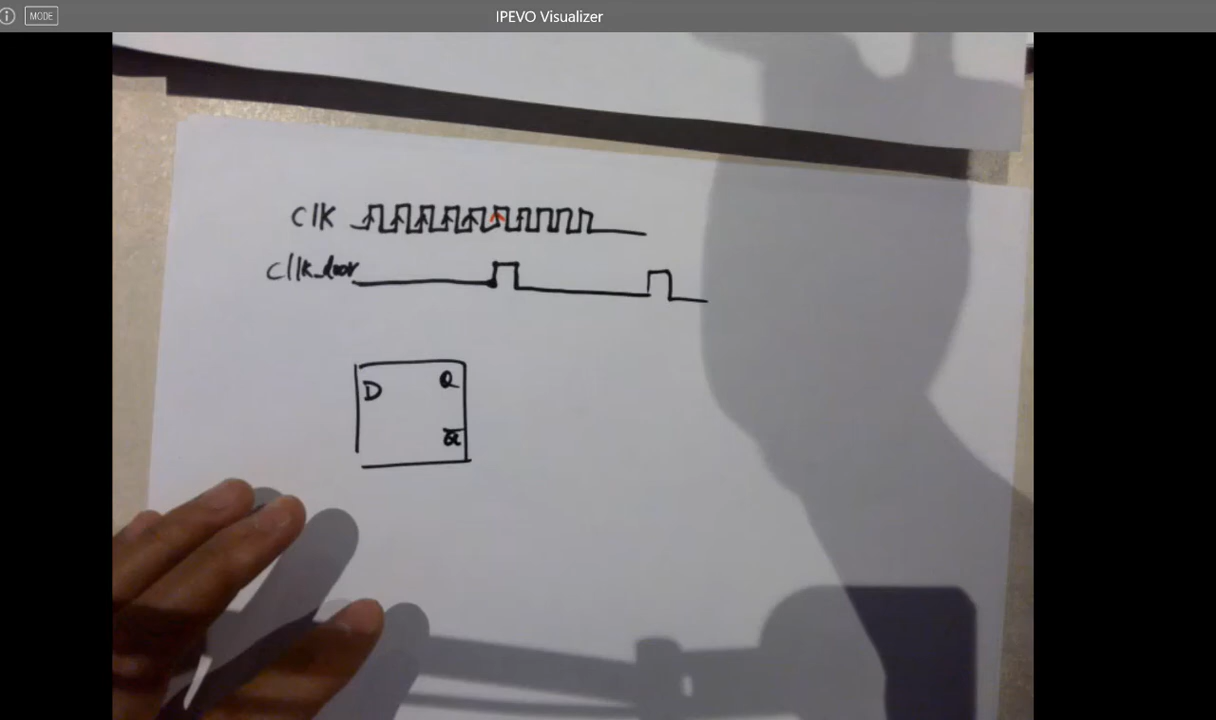 MODE
IPEVO Visualizer
clk
clk_door
D
Q
Q̅